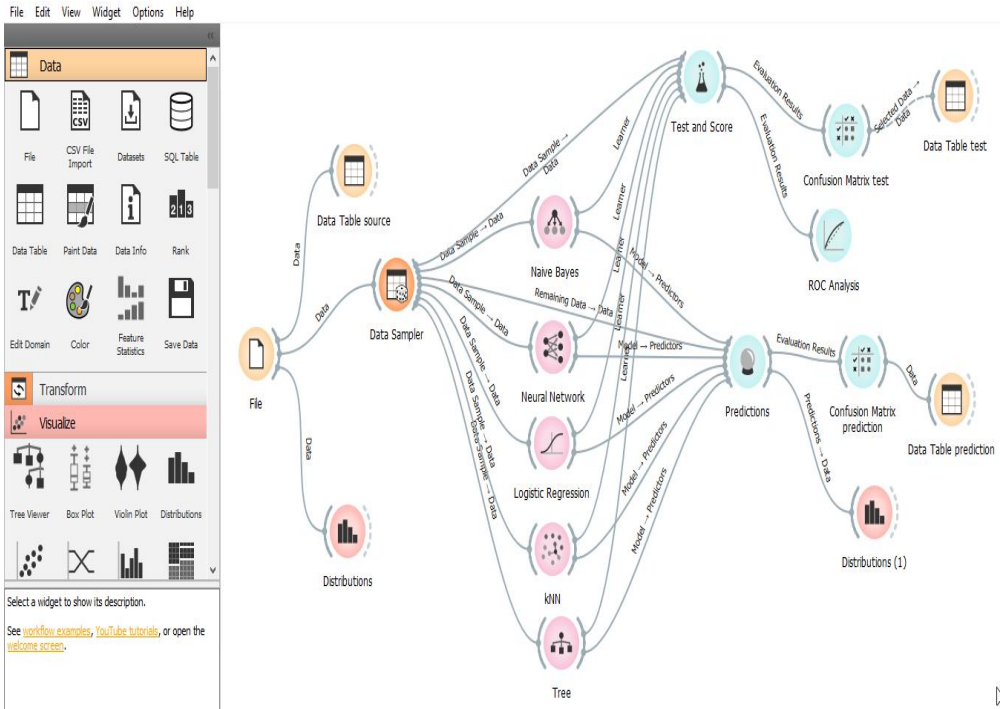 File Edit View Widget Options Help
Data
File
CSV File
Import
Datasets
SQL Table
Data Table
Paint Data
Data Info
Rank
Edit Domain
Color
Feature
Statistics
Save Data
Transform
Visualize
Tree Viewer
Box Plot
Violin Plot
Distributions
Select a widget to show its description.
See workflow examples, YouTube tutorials, or open the
welcome screen.
File
Data
Data
Data
Data Table source
Data Sampler
Distributions
Data Sample → Data
Data Sample → Data
Data Sample → Data
Remaining Data → Data
Data Sample → Data
Data Sample → Data
Data Sample → Data
Naive Bayes
Neural Network
Logistic Regression
kNN
Tree
Learner
Learner
Learner
Learner
Learner
Model → Predictors
Model → Predictors
Model → Predictors
Model → Predictors
Model → Predictors
Test and Score
Evaluation Results
Evaluation Results
Confusion Matrix test
Selected Data →
Data
Data Table test
ROC Analysis
Predictions
Evaluation Results
Predictions → Data
Confusion Matrix
prediction
Data
Data Table prediction
Distributions (1)